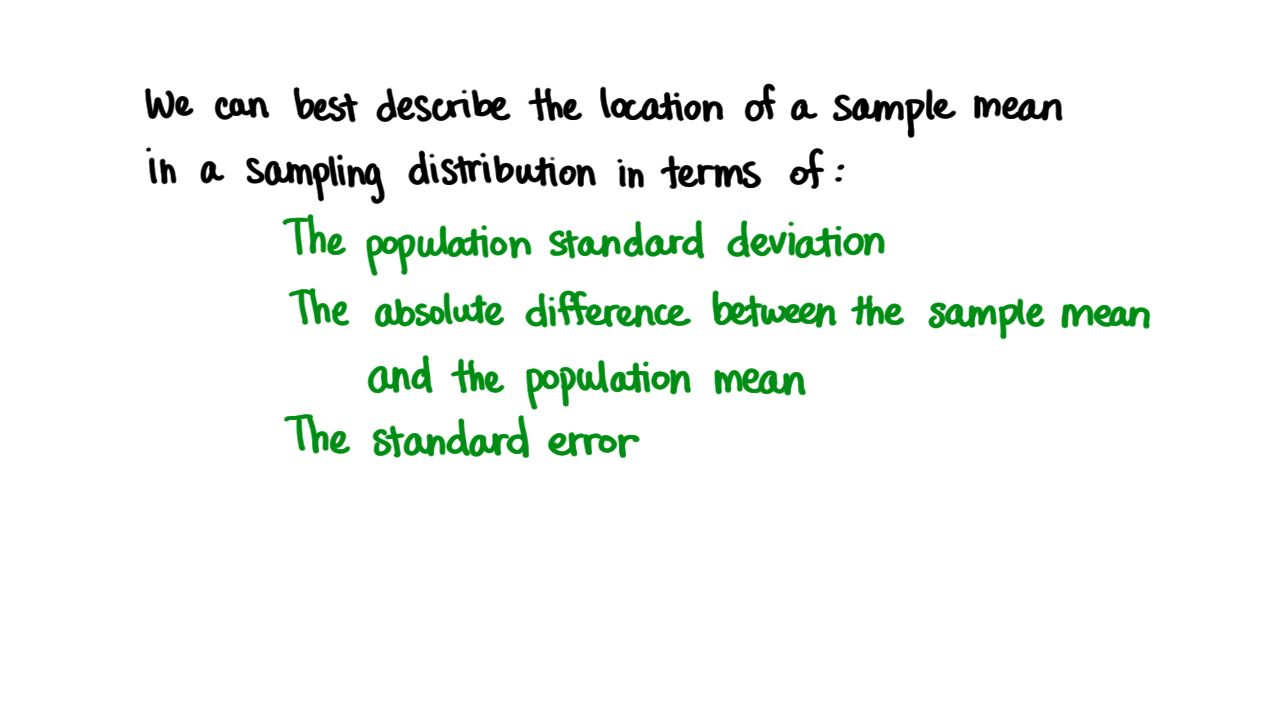 We can best describe the location of a sample mean
in a sampling distribution in terms of:
The population standard deviation
The absolute difference between the sample mean
and the population mean
The standard error